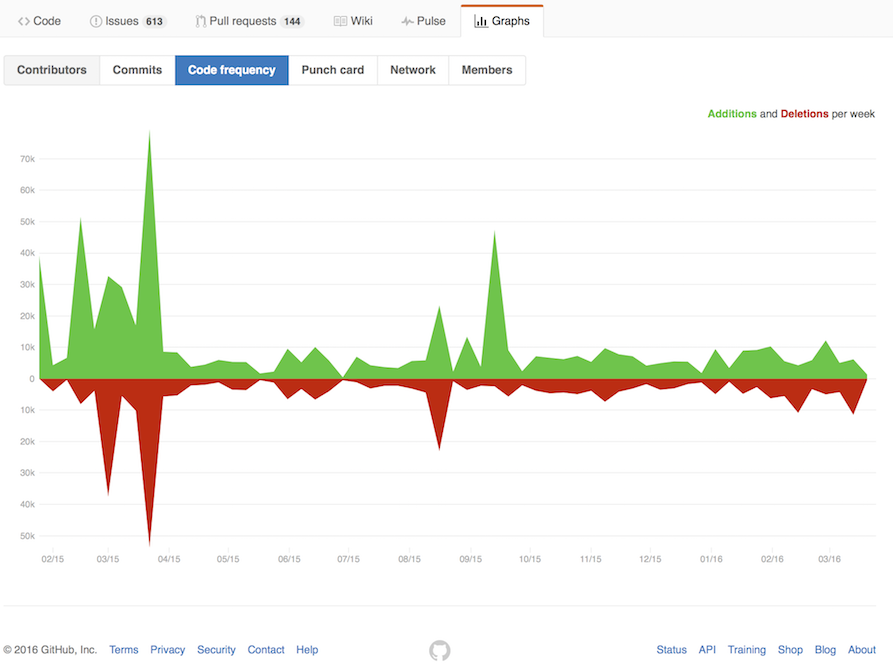 Code Issues 613 Pull requests 144 Wiki Pulse Graphs
Contributors Commits Code frequency Punch card Network Members
Additions and Deletions per week
70k
60k
50k
40k
30k
20k
10k
0
10k
20k
30k
40k
50k
02/15 03/15 04/15 05/15 06/15 07/15 08/15 09/15 10/15 11/15 12/15 01/16 02/16 03/16
© 2016 GitHub, Inc. Terms Privacy Security Contact Help Status API Training Shop Blog About